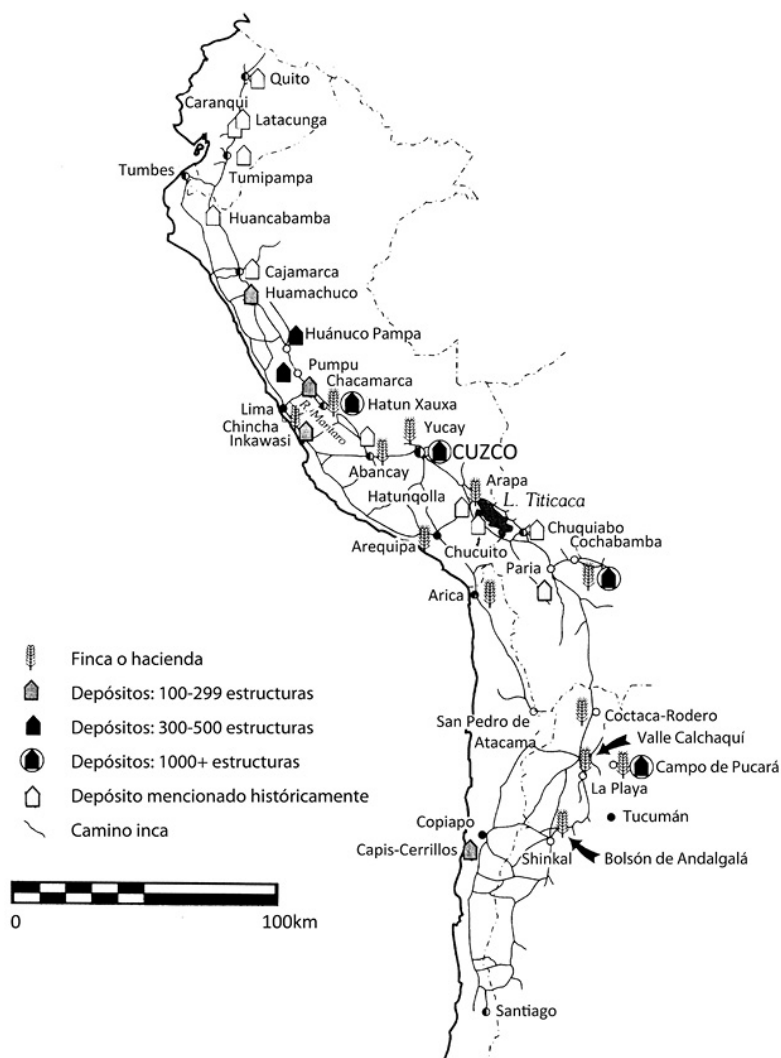 Quito
Caranqui
Latacunga
Tumbes
Tumipampa
Huancabamba
Cajamarca
Huamachuco
Huánuco Pampa
Pumpu
Chacamarca
Lima
R. Mantaro
Hatun Xauxa
Chincha
Yucay
Inkawasi
CUZCO
Abancay
Arapa
Hatunqolla
L. Titicaca
Chuquiabo
Arequipa
Chucuito
Cochabamba
Paria
Arica
Finca o hacienda
Depósitos: 100-299 estructuras
Depósitos: 300-500 estructuras
Depósitos: 1000+ estructuras
Depósito mencionado históricamente
Camino inca
San Pedro de
Atacama
Coctaca-Rodero
Valle Calchaquí
Campo de Pucará
La Playa
Copiapo
Tucumán
Capis-Cerrillos
Shinkal
Bolsón de Andalgalá
0
100km
Santiago